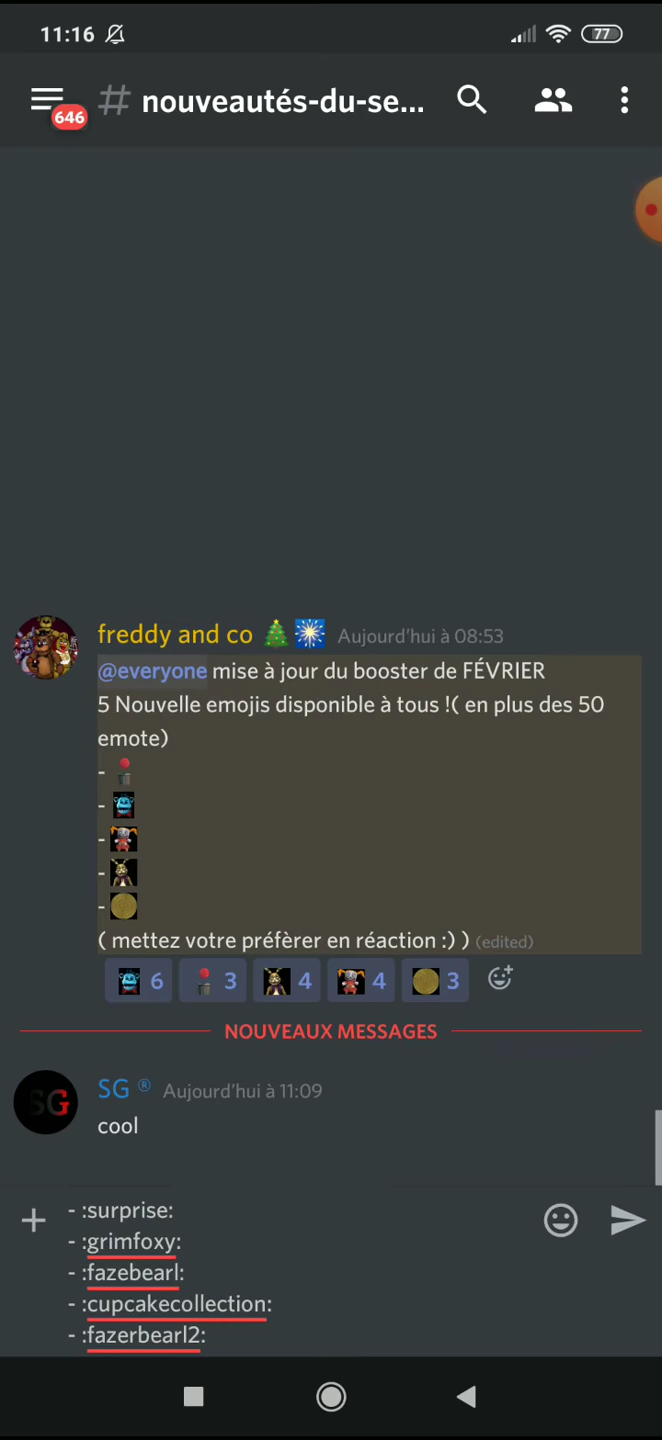 11:16
77
646
# nouveautés-du-se...
freddy and co 🎄🎆 Aujourd'hui à 08:53
@everyone mise à jour du booster de FÉVRIER
5 Nouvelle emojis disponible à tous !( en plus des 50
emote)
-
-
-
-
-
( mettez votre préfèrer en réaction :) ) (edited)
6 3 4 4 3
NOUVEAUX MESSAGES
SG ® Aujourd'hui à 11:09
SG
cool
- :surprise:
- :grimfoxy:
- :fazebearl:
- :cupcakecollection:
- :fazerbearl2: